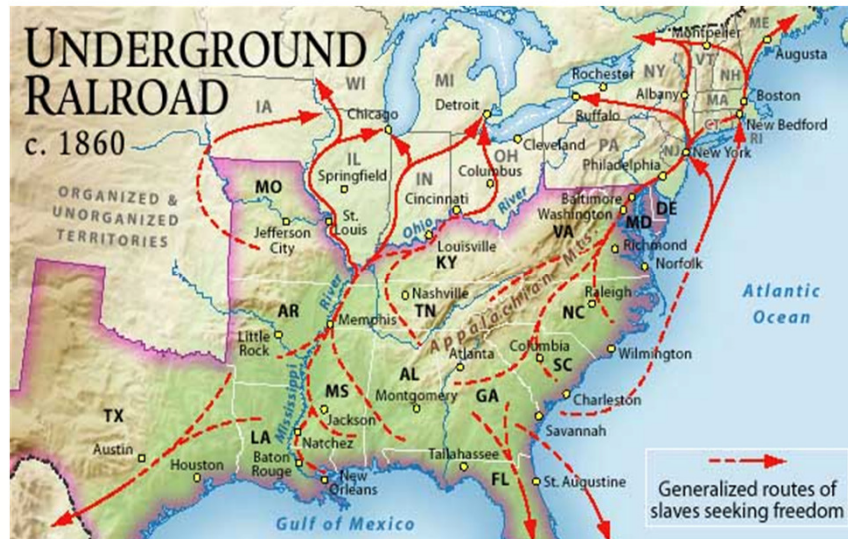 UNDERGROUND
RALROAD
c. 1860
ORGANIZED &
UNORGANIZED
TERRITORIES
IA
WI
MI
IL
IN
OH
PA
NY
VT
NH
ME
MA
CT
RI
NJ
MO
KY
VA
MD
DE
AR
TN
NC
SC
MS
AL
GA
TX
LA
FL
Montpelier
Augusta
Rochester
Albany
Boston
New Bedford
Buffalo
New York
Philadelphia
Detroit
Chicago
Cleveland
Springfield
Columbus
Cincinnati
Baltimore
Washington
St.
Louis
Jefferson
City
Ohio
River
Louisville
Richmond
Norfolk
Nashville
Raleigh
Appalachian Mts.
River
Memphis
Little
Rock
Mississippi
Atlanta
Columbia
Wilmington
Montgomery
Charleston
Savannah
Jackson
Natchez
Austin
Houston
Baton
Rouge
New
Orleans
Tallahassee
St. Augustine
Atlantic
Ocean
Gulf of Mexico
Generalized routes of
slaves seeking freedom